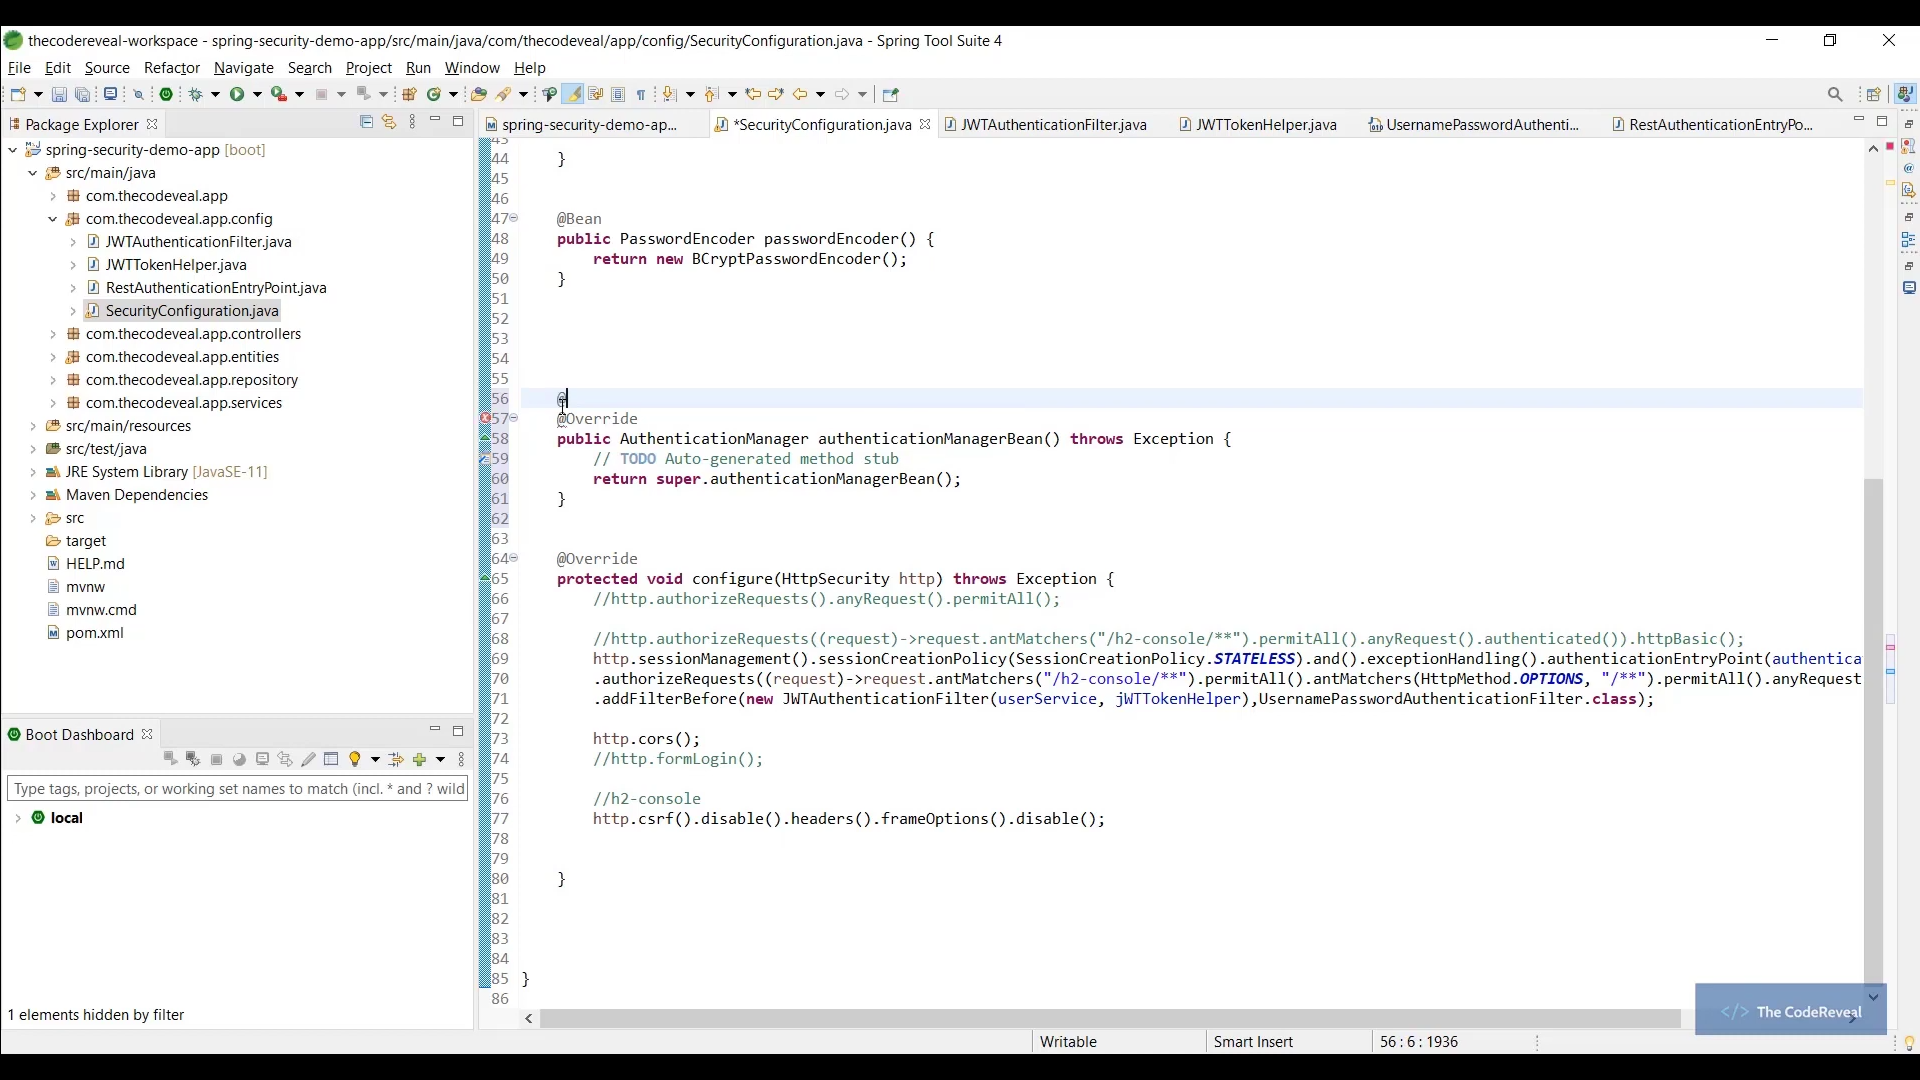 thecodereveal-workspace - spring-security-demo-app/src/main/java/com/thecodeveal/app/config/SecurityConfiguration.java - Spring Tool Suite 4
File Edit Source Refactor Navigate Search Project Run Window Help
Package Explorer
spring-security-demo-ap...
*SecurityConfiguration.java
JWTAuthenticationFilter.java
JWTTokenHelper.java
UsernamePasswordAuthenti...
RestAuthenticationEntryPo...
spring-security-demo-app [boot]
src/main/java
com.thecodeveal.app
com.thecodeveal.app.config
JWTAuthenticationFilter.java
JWTTokenHelper.java
RestAuthenticationEntryPoint.java
SecurityConfiguration.java
com.thecodeveal.app.controllers
com.thecodeveal.app.entities
com.thecodeveal.app.repository
com.thecodeveal.app.services
src/main/resources
src/test/java
JRE System Library [JavaSE-11]
Maven Dependencies
src
target
HELP.md
mvnw
mvnw.cmd
pom.xml
Boot Dashboard
Type tags, projects, or working set names to match (incl. * and ? wild
local
1 elements hidden by filter
43
44 }
45
46
47 @Bean
48 public PasswordEncoder passwordEncoder() {
49 return new BCryptPasswordEncoder();
50 }
51
52
53
54
55
56 @
57 @Override
58 public AuthenticationManager authenticationManagerBean() throws Exception {
59 // TODO Auto-generated method stub
60 return super.authenticationManagerBean();
61 }
62
63
64 @Override
65 protected void configure(HttpSecurity http) throws Exception {
66 //http.authorizeRequests().anyRequest().permitAll();
67
68 //http.authorizeRequests((request)->request.antMatchers("/h2-console/**").permitAll().anyRequest().authenticated()).httpBasic();
69 http.sessionManagement().sessionCreationPolicy(SessionCreationPolicy.STATELESS).and().exceptionHandling().authenticationEntryPoint(authentica
70 .authorizeRequests((request)->request.antMatchers("/h2-console/**").permitAll().antMatchers(HttpMethod.OPTIONS, "/**").permitAll().anyRequest
71 .addFilterBefore(new JWTAuthenticationFilter(userService, jWTTokenHelper),UsernamePasswordAuthenticationFilter.class);
72
73 http.cors();
74 //http.formLogin();
75
76 //h2-console
77 http.csrf().disable().headers().frameOptions().disable();
78
79
80 }
81
82
83
84
85 }
86
</> The CodeReveal
Writable
Smart Insert
56 : 6 : 1936